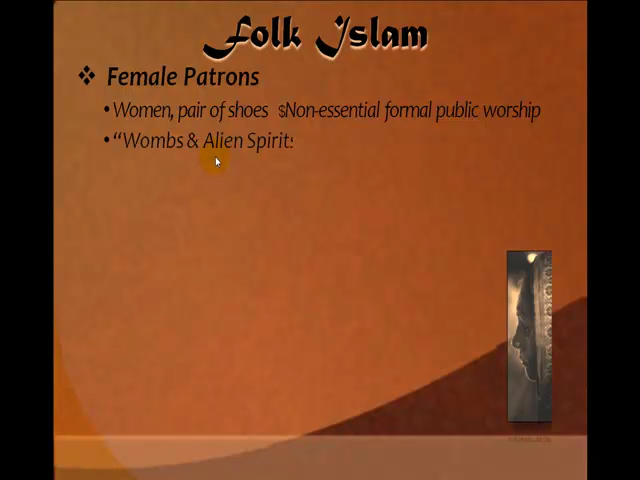 Folk Islam
❖ Female Patrons
• Women, pair of shoes $Non-essential formal public worship
• “Wombs & Alien Spirit: